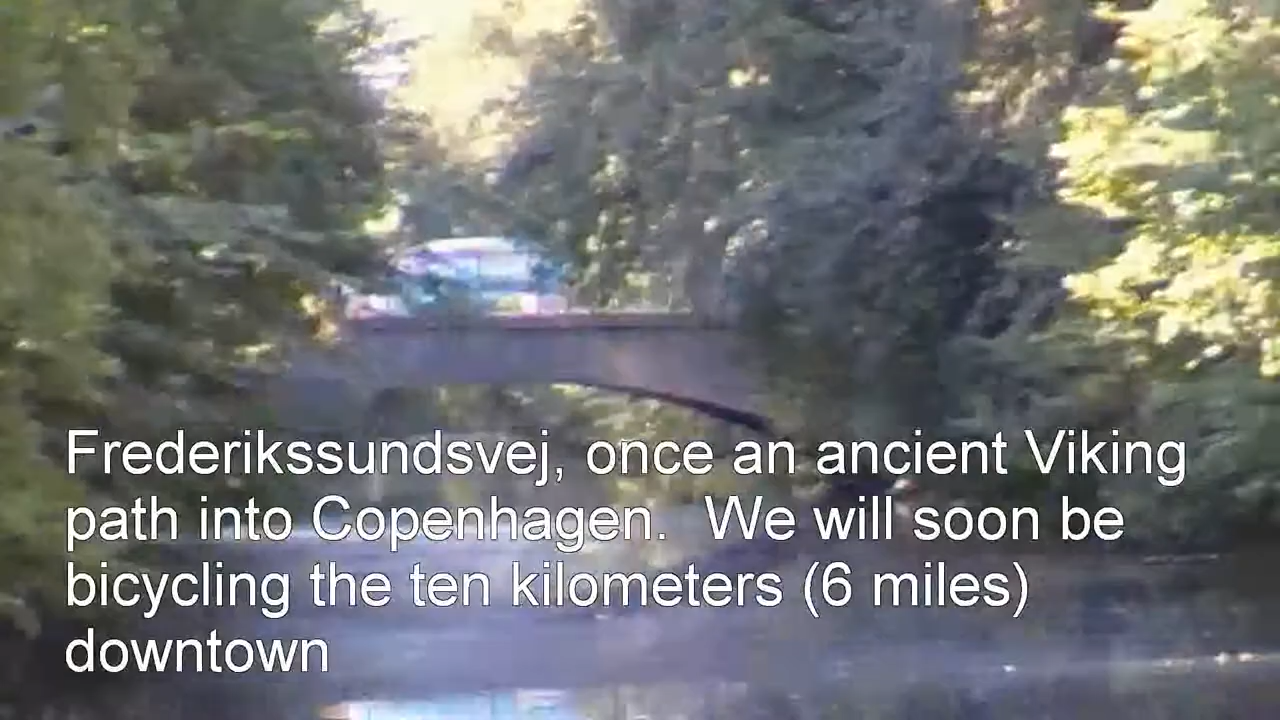 Frederikssundsvej, once an ancient Viking
path into Copenhagen.  We will soon be
bicycling the ten kilometers (6 miles)
downtown